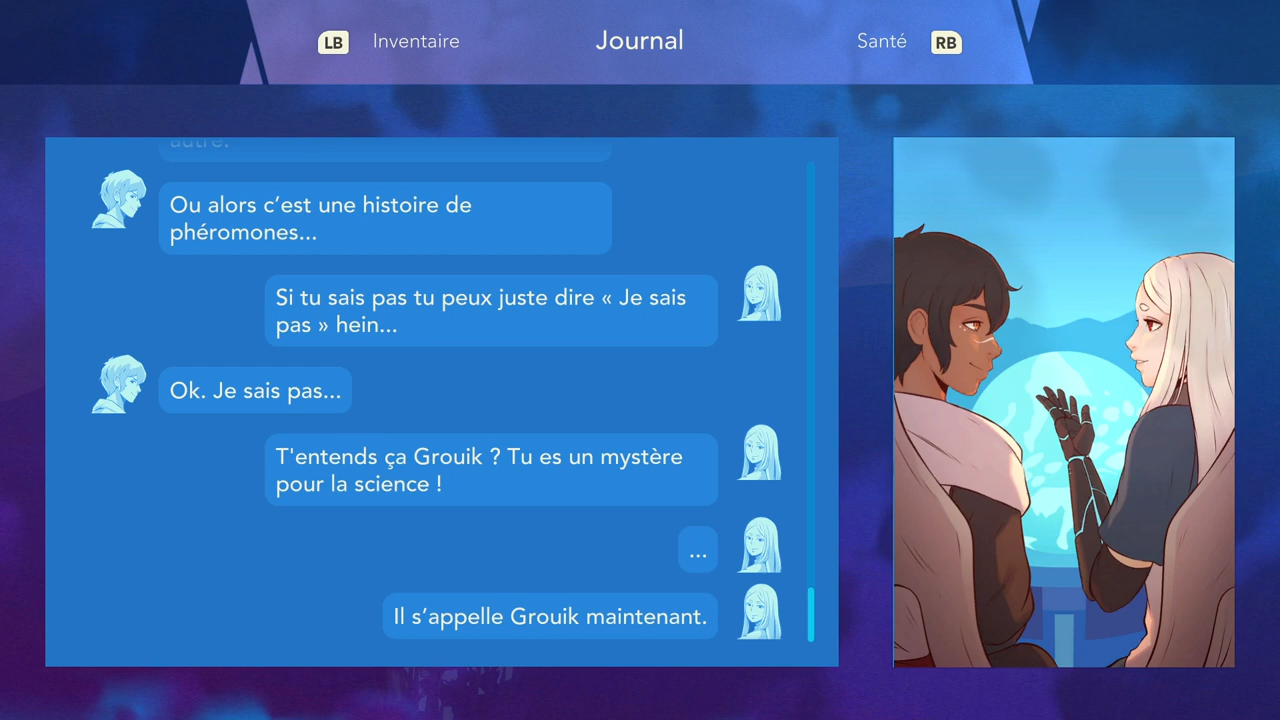 LB Inventaire Journal Santé RB
autre.
Ou alors c’est une histoire de
phéromones...
Si tu sais pas tu peux juste dire « Je sais
pas » hein...
Ok. Je sais pas...
T'entends ça Grouik ? Tu es un mystère
pour la science !
...
Il s’appelle Grouik maintenant.